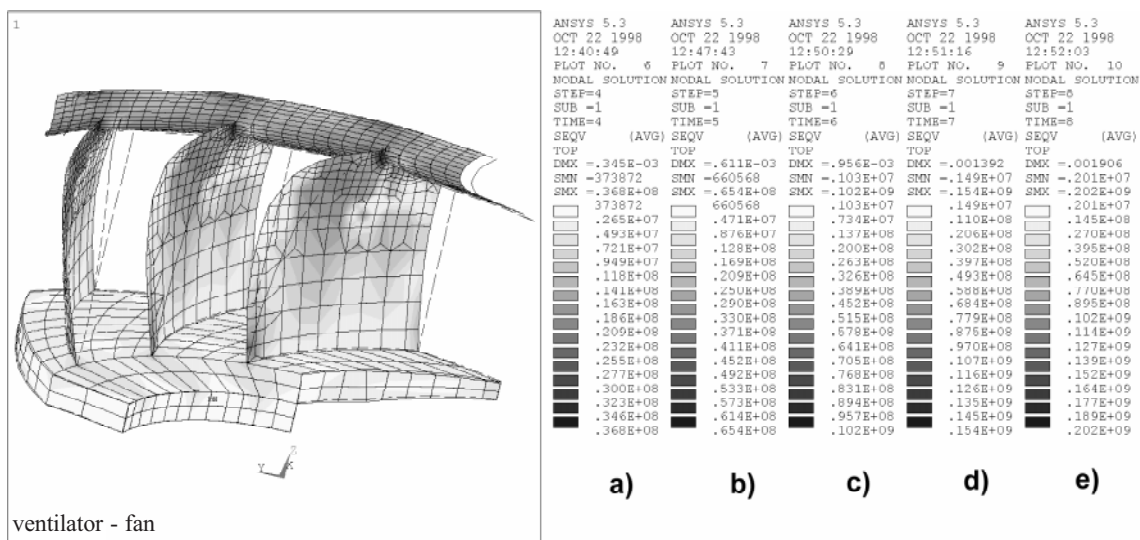 1
Z
Y X
ventilator - fan
ANSYS 5.3
OCT 22 1998
12:40:49
PLOT NO. 6
NODAL SOLUTION
STEP=4
SUB =1
TIME=4
SEQV (AVG)
TOP
DMX =.345E-03
SMN =373872
SMX =.368E+08
373872
.265E+07
.493E+07
.721E+07
.949E+07
.118E+08
.141E+08
.163E+08
.186E+08
.209E+08
.232E+08
.255E+08
.277E+08
.300E+08
.323E+08
.346E+08
.368E+08
a)
ANSYS 5.3
OCT 22 1998
12:47:43
PLOT NO. 7
NODAL SOLUTION
STEP=5
SUB =1
TIME=5
SEQV (AVG)
TOP
DMX =.611E-03
SMN =660568
SMX =.654E+08
660568
.471E+07
.876E+07
.128E+08
.169E+08
.209E+08
.250E+08
.290E+08
.330E+08
.371E+08
.411E+08
.452E+08
.492E+08
.533E+08
.573E+08
.614E+08
.654E+08
b)
ANSYS 5.3
OCT 22 1998
12:50:29
PLOT NO. 8
NODAL SOLUTION
STEP=6
SUB =1
TIME=6
SEQV (AVG)
TOP
DMX =.956E-03
SMN =.103E+07
SMX =.102E+09
.103E+07
.734E+07
.137E+08
.200E+08
.263E+08
.326E+08
.389E+08
.452E+08
.515E+08
.578E+08
.641E+08
.705E+08
.768E+08
.831E+08
.894E+08
.957E+08
.102E+09
c)
ANSYS 5.3
OCT 22 1998
12:51:16
PLOT NO. 9
NODAL SOLUTION
STEP=7
SUB =1
TIME=7
SEQV (AVG)
TOP
DMX =.001392
SMN =.149E+07
SMX =.154E+09
.149E+07
.110E+08
.206E+08
.302E+08
.397E+08
.493E+08
.588E+08
.684E+08
.779E+08
.875E+08
.970E+08
.107E+09
.116E+09
.126E+09
.135E+09
.145E+09
.154E+09
d)
ANSYS 5.3
OCT 22 1998
12:52:03
PLOT NO. 10
NODAL SOLUTION
STEP=8
SUB =1
TIME=8
SEQV (AVG)
TOP
DMX =.001906
SMN =.201E+07
SMX =.202E+09
.201E+07
.145E+08
.270E+08
.395E+08
.520E+08
.645E+08
.770E+08
.895E+08
.102E+09
.114E+09
.127E+09
.139E+09
.152E+09
.164E+09
.177E+09
.189E+09
.202E+09
e)